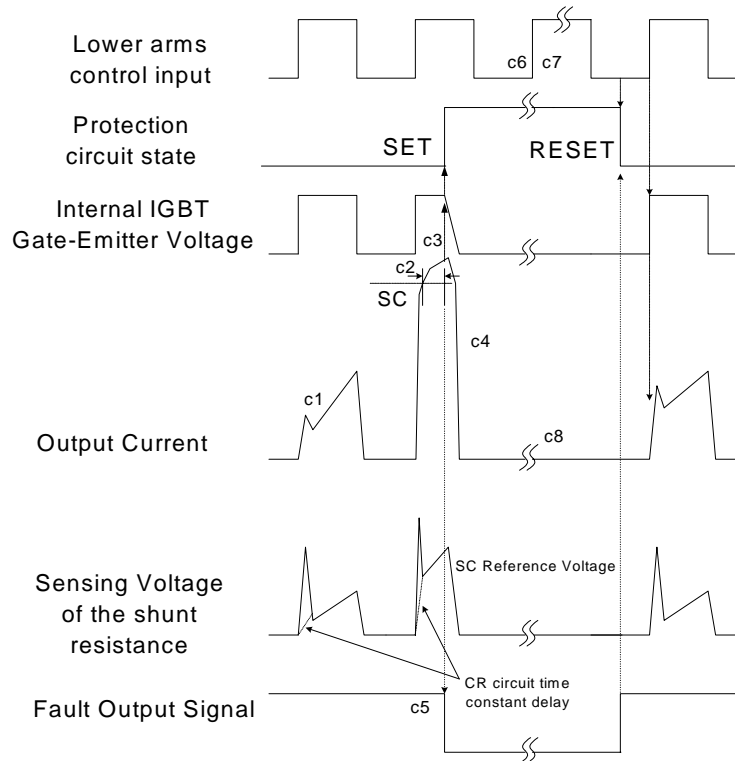 Lower arms
control input
c6
c7
Protection
circuit state
SET
RESET
Internal IGBT
Gate-Emitter Voltage
c3
c2
SC
c4
c1
Output Current
c8
SC Reference Voltage
Sensing Voltage
of the shunt
resistance
CR circuit time
constant delay
Fault Output Signal
c5